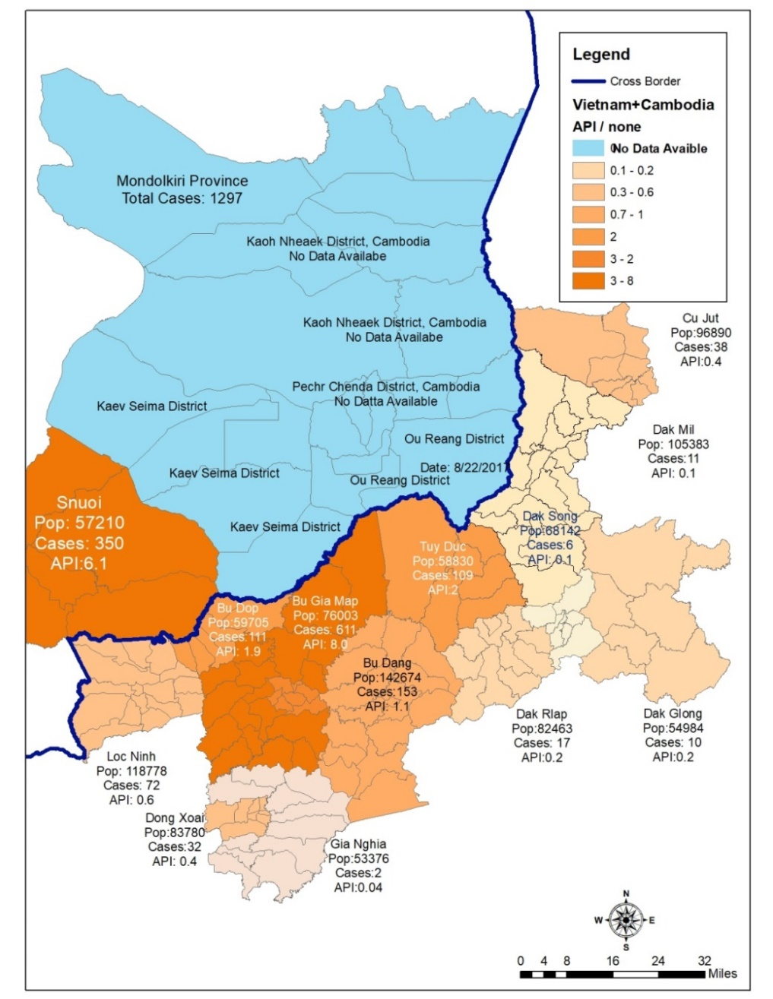 Legend
Cross Border
Vietnam+Cambodia
API / none
No Data Avaible
0.1 - 0.2
0.3 - 0.6
0.7 - 1
2
3 - 2
3 - 8
Mondolkiri Province
Total Cases: 1297
Kaoh Nheaek District, Cambodia
No Data Availabe
Kaoh Nheaek District, Cambodia
No Data Availabe
Cu Jut
Pop:96890
Cases:38
API:0.4
Pechr Chenda District, Cambodia
No Datta Available
Kaev Seima District
Ou Reang District
Dak Mil
Pop: 105383
Cases:11
API: 0.1
Date: 8/22/2017
Kaev Seima District
Ou Reang District
Snuoi
Pop: 57210
Cases: 350
API:6.1
Kaev Seima District
Dak Song
Pop:68142
Cases:6
API: 0.1
Tuy Duc
Pop:58830
Cases:109
API:2
Bu Dop
Pop:59705
Cases:111
API: 1.9
Bu Gia Map
Pop: 76003
Cases: 611
API: 8.0
Bu Dang
Pop:142674
Cases:153
API: 1.1
Dak Rlap
Pop:82463
Cases: 17
API:0.2
Dak Glong
Pop:54984
Cases: 10
API:0.2
Loc Ninh
Pop: 118778
Cases: 72
API: 0.6
Dong Xoai
Pop:83780
Cases:32
API: 0.4
Gia Nghia
Pop:53376
Cases:2
API:0.04
N
W E
S
0 4 8 16 24 32
Miles